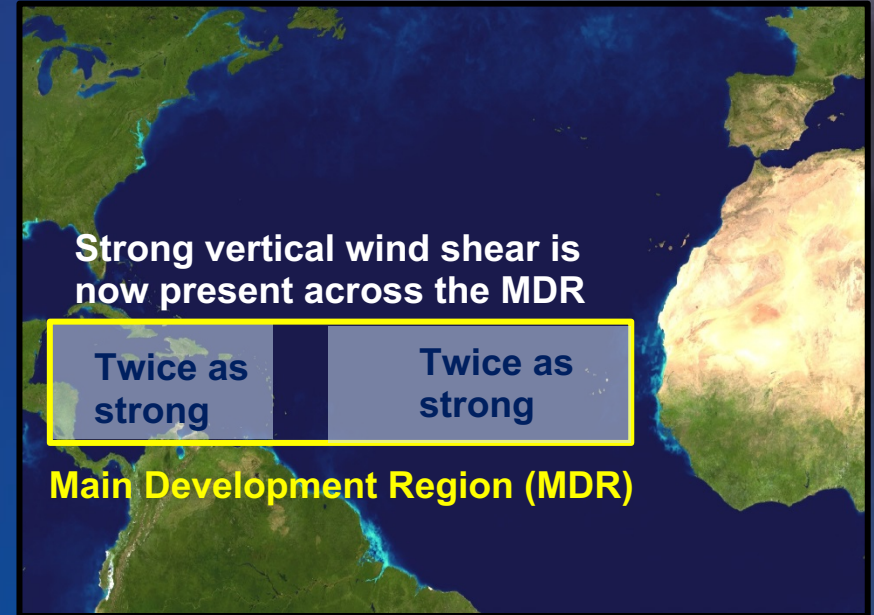 Strong vertical wind shear is
now present across the MDR
Twice as
strong
Twice as
strong
Main Development Region (MDR)